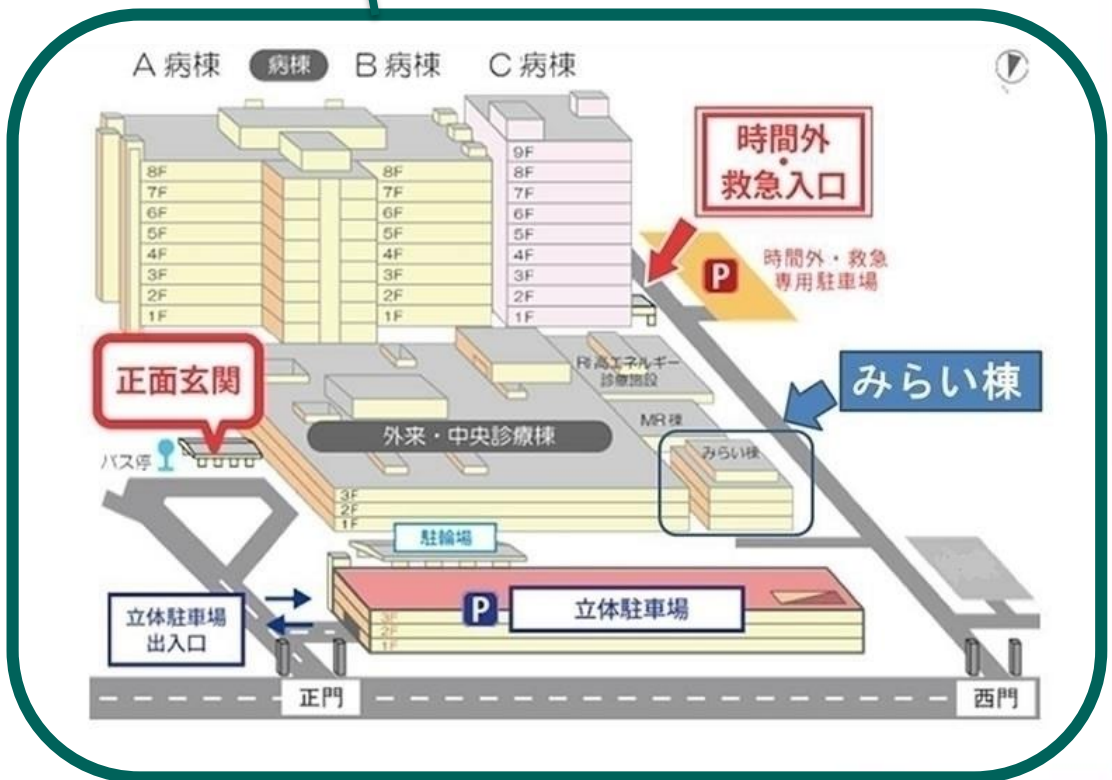 A 病棟
病棟
B 病棟
C 病棟
時間外
・
救急入口
9F
8F
7F
6F
5F
4F
3F
2F
1F
8F
7F
6F
5F
4F
3F
2F
1F
8F
7F
6F
5F
4F
3F
2F
1F
P
時間外・救急
専用駐車場
正面玄関
RI・高エネルギー
診療施設
みらい棟
MR棟
外来・中央診療棟
みらい棟
バス停
3F
2F
1F
駐輪場
立体駐車場
出入口
P
立体駐車場
3F
2F
1F
正門
西門